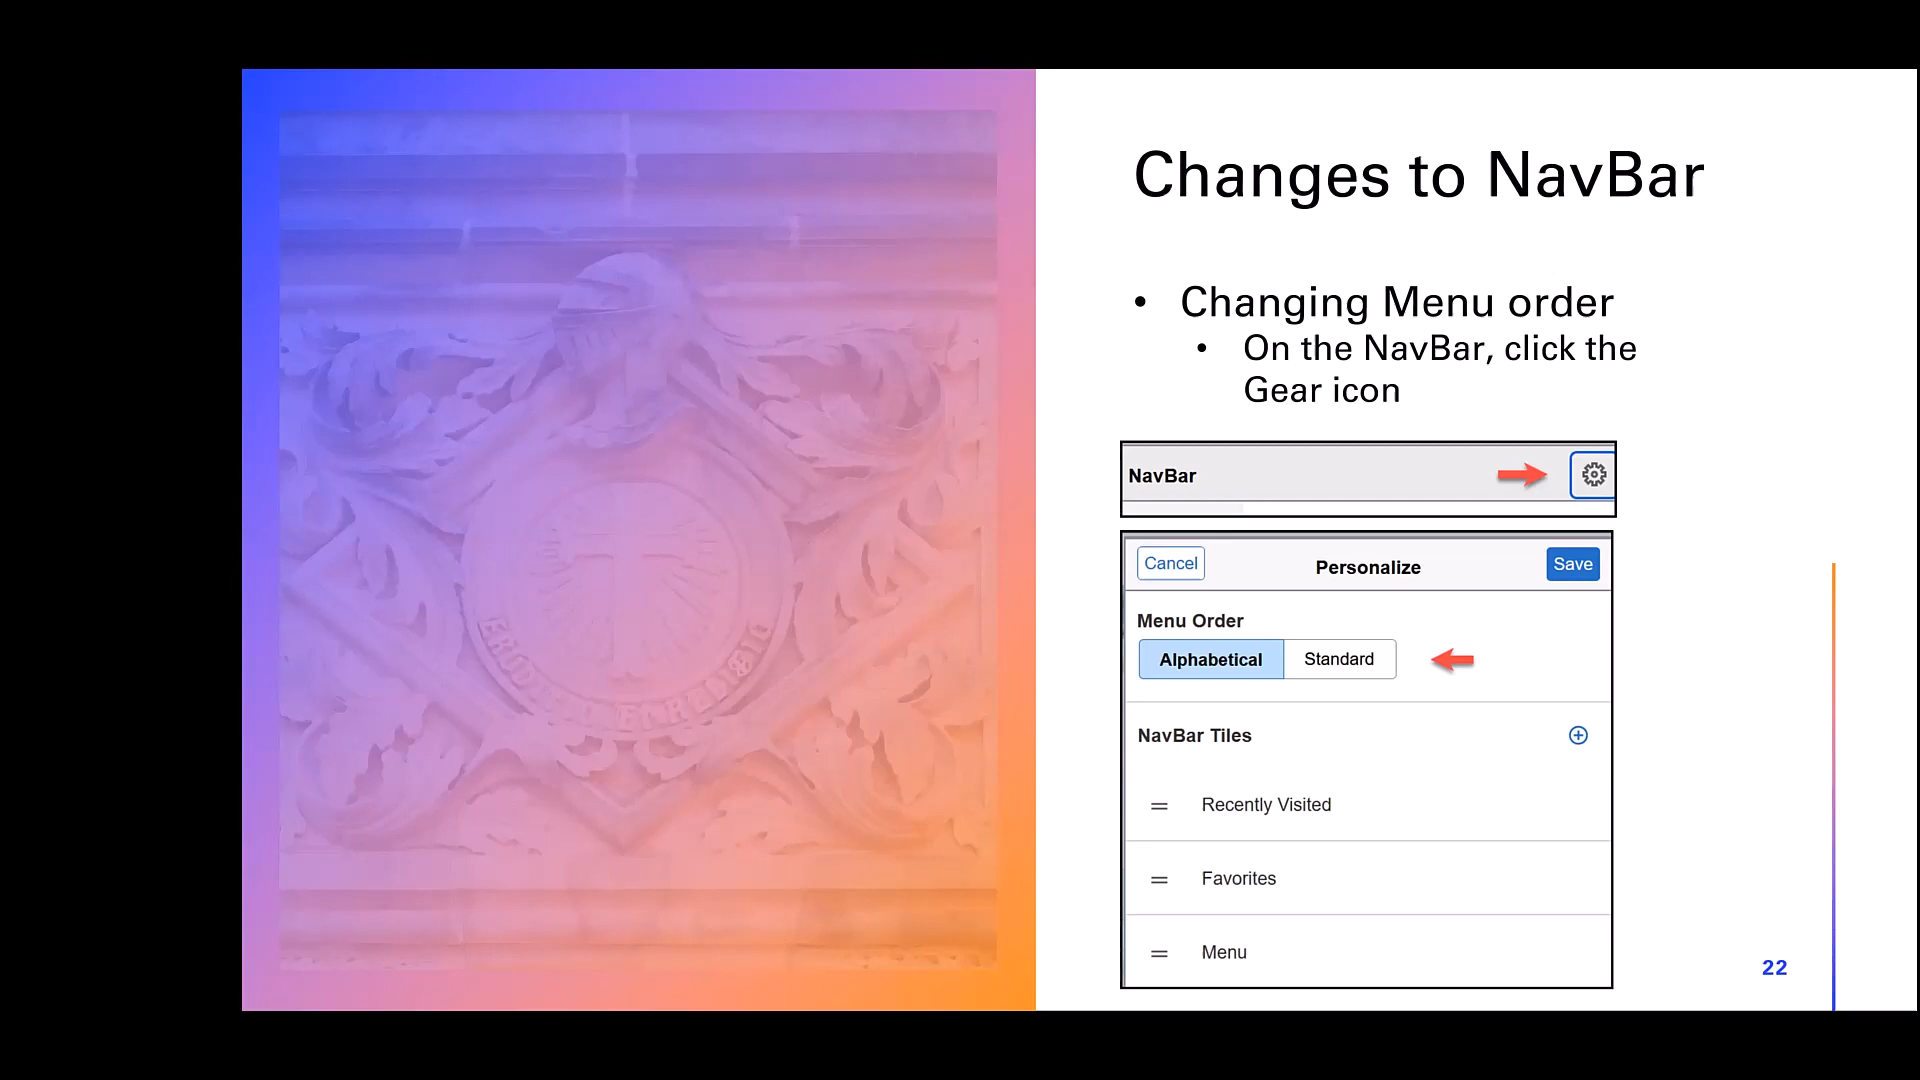 Changes to NavBar
• Changing Menu order
• On the NavBar, click the
Gear icon
NavBar
Cancel
Personalize
Save
Menu Order
Alphabetical
Standard
NavBar Tiles
Recently Visited
Favorites
Menu
22